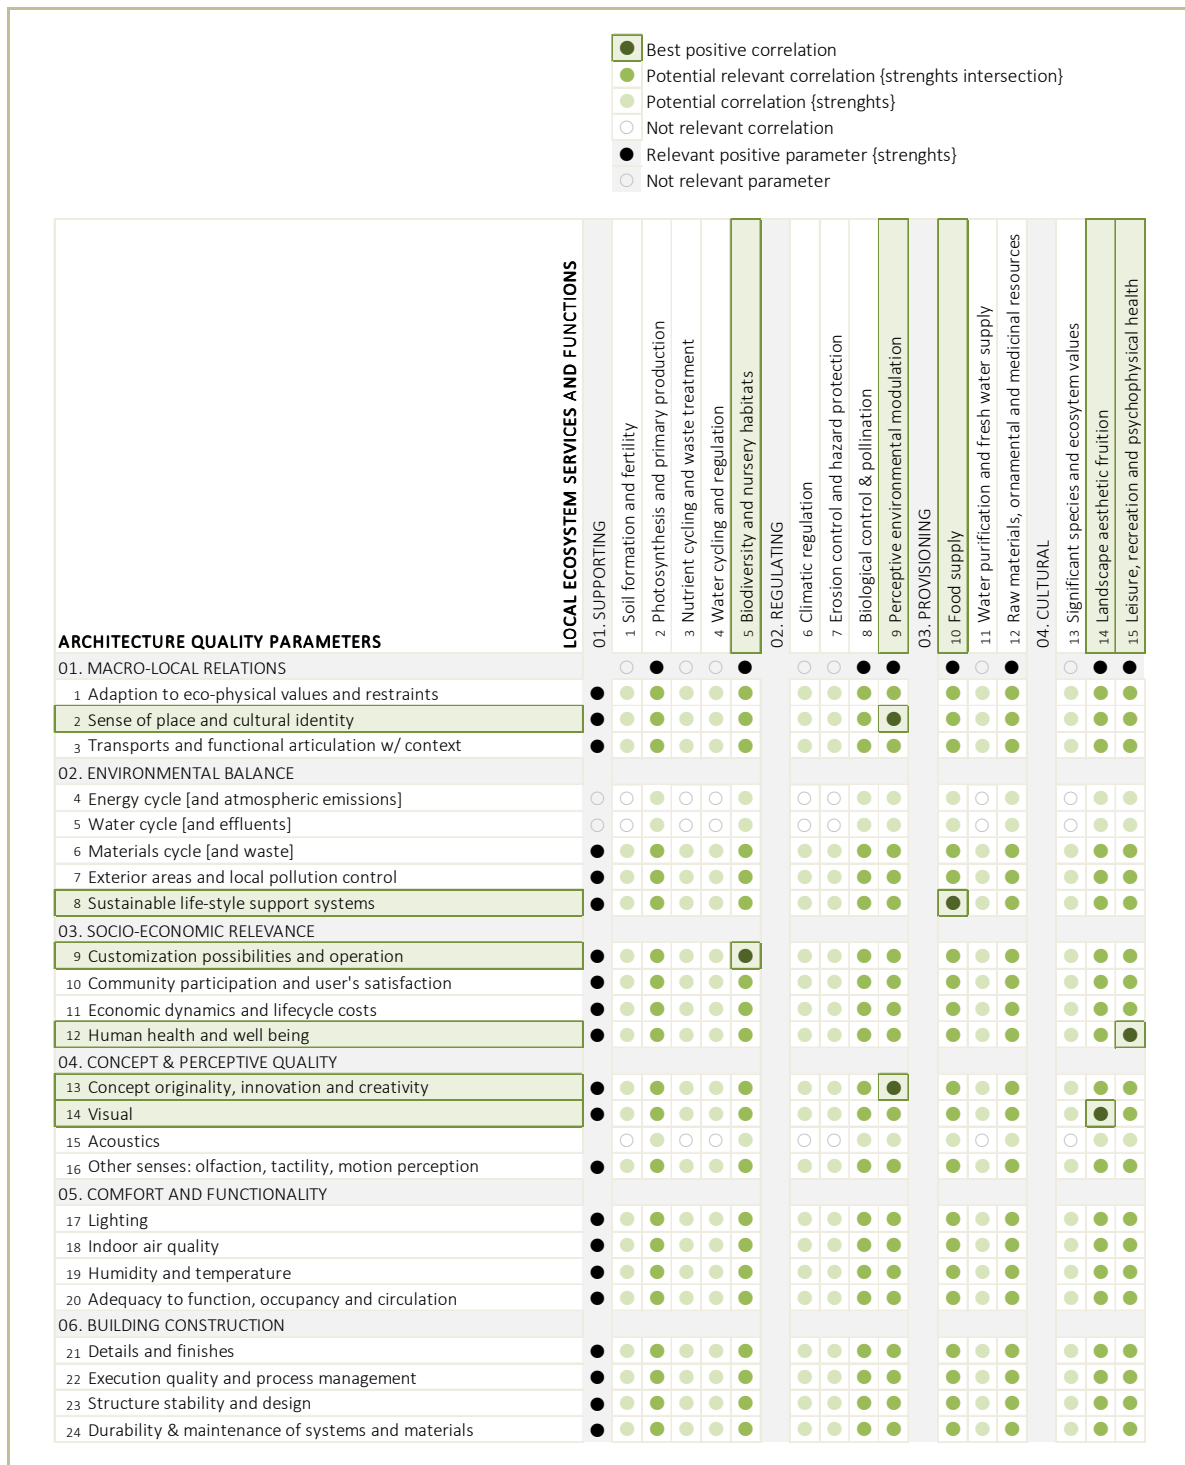 Best positive correlation
Potential relevant correlation {strenghts intersection}
Potential correlation {strenghts}
Not relevant correlation
Relevant positive parameter {strenghts}
Not relevant parameter
LOCAL ECOSYSTEM SERVICES AND FUNCTIONS
01. SUPPORTING
1 Soil formation and fertility
2 Photosynthesis and primary production
3 Nutrient cycling and waste treatment
4 Water cycling and regulation
5 Biodiversity and nursery habitats
02. REGULATING
6 Climatic regulation
7 Erosion control and hazard protection
8 Biological control & pollination
9 Perceptive environmental modulation
03. PROVISIONING
10 Food supply
11 Water purification and fresh water supply
12 Raw materials, ornamental and medicinal resources
04. CULTURAL
13 Significant species and ecosytem values
14 Landscape aesthetic fruition
15 Leisure, recreation and psychophysical health
ARCHITECTURE QUALITY PARAMETERS
01. MACRO-LOCAL RELATIONS
1 Adaption to eco-physical values and restraints
2 Sense of place and cultural identity
3 Transports and functional articulation w/ context
02. ENVIRONMENTAL BALANCE
4 Energy cycle [and atmospheric emissions]
5 Water cycle [and effluents]
6 Materials cycle [and waste]
7 Exterior areas and local pollution control
8 Sustainable life-style support systems
03. SOCIO-ECONOMIC RELEVANCE
9 Customization possibilities and operation
10 Community participation and user's satisfaction
11 Economic dynamics and lifecycle costs
12 Human health and well being
04. CONCEPT & PERCEPTIVE QUALITY
13 Concept originality, innovation and creativity
14 Visual
15 Acoustics
16 Other senses: olfaction, tactility, motion perception
05. COMFORT AND FUNCTIONALITY
17 Lighting
18 Indoor air quality
19 Humidity and temperature
20 Adequacy to function, occupancy and circulation
06. BUILDING CONSTRUCTION
21 Details and finishes
22 Execution quality and process management
23 Structure stability and design
24 Durability & maintenance of systems and materials